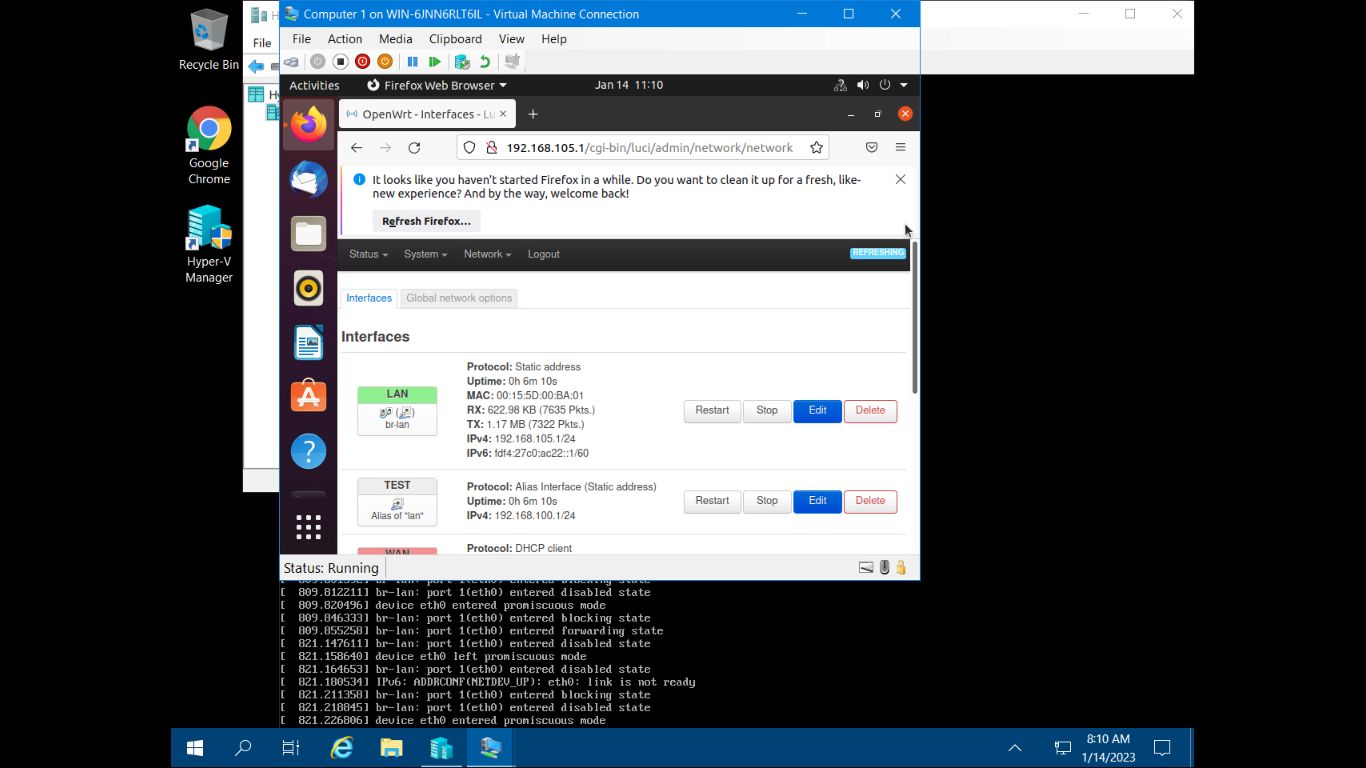 Recycle Bin
Google
Chrome
Hyper-V
Manager
File
Computer 1 on WIN-6JNN6RLT6IL - Virtual Machine Connection
File Action Media Clipboard View Help
Activities Firefox Web Browser Jan 14 11:10
OpenWrt - Interfaces - Lu
192.168.105.1/cgi-bin/luci/admin/network/network
It looks like you haven't started Firefox in a while. Do you want to clean it up for a fresh, like-
new experience? And by the way, welcome back!
Refresh Firefox...
Status System Network Logout REFRESHING
Interfaces Global network options
Interfaces
LAN
br-lan
Protocol: Static address
Uptime: 0h 6m 10s
MAC: 00:15:5D:00:BA:01
RX: 622.98 KB (7635 Pkts.)
TX: 1.17 MB (7322 Pkts.)
IPv4: 192.168.105.1/24
IPv6: fdf4:27c0:ac22::1/60
Restart Stop Edit Delete
TEST
Alias of "lan"
Protocol: Alias Interface (Static address)
Uptime: 0h 6m 10s
IPv4: 192.168.100.1/24
Restart Stop Edit Delete
WAN
Protocol: DHCP client
Status: Running
[ 809.812211] br-lan: port 1(eth0) entered disabled state
[ 809.820496] device eth0 entered promiscuous mode
[ 809.846333] br-lan: port 1(eth0) entered blocking state
[ 809.855258] br-lan: port 1(eth0) entered forwarding state
[ 821.147611] br-lan: port 1(eth0) entered disabled state
[ 821.158640] device eth0 left promiscuous mode
[ 821.164653] br-lan: port 1(eth0) entered disabled state
[ 821.180534] IPv6: ADDRCONF(NETDEV_UP): eth0: link is not ready
[ 821.211358] br-lan: port 1(eth0) entered blocking state
[ 821.218845] br-lan: port 1(eth0) entered disabled state
[ 821.226806] device eth0 entered promiscuous mode
8:10 AM
1/14/2023